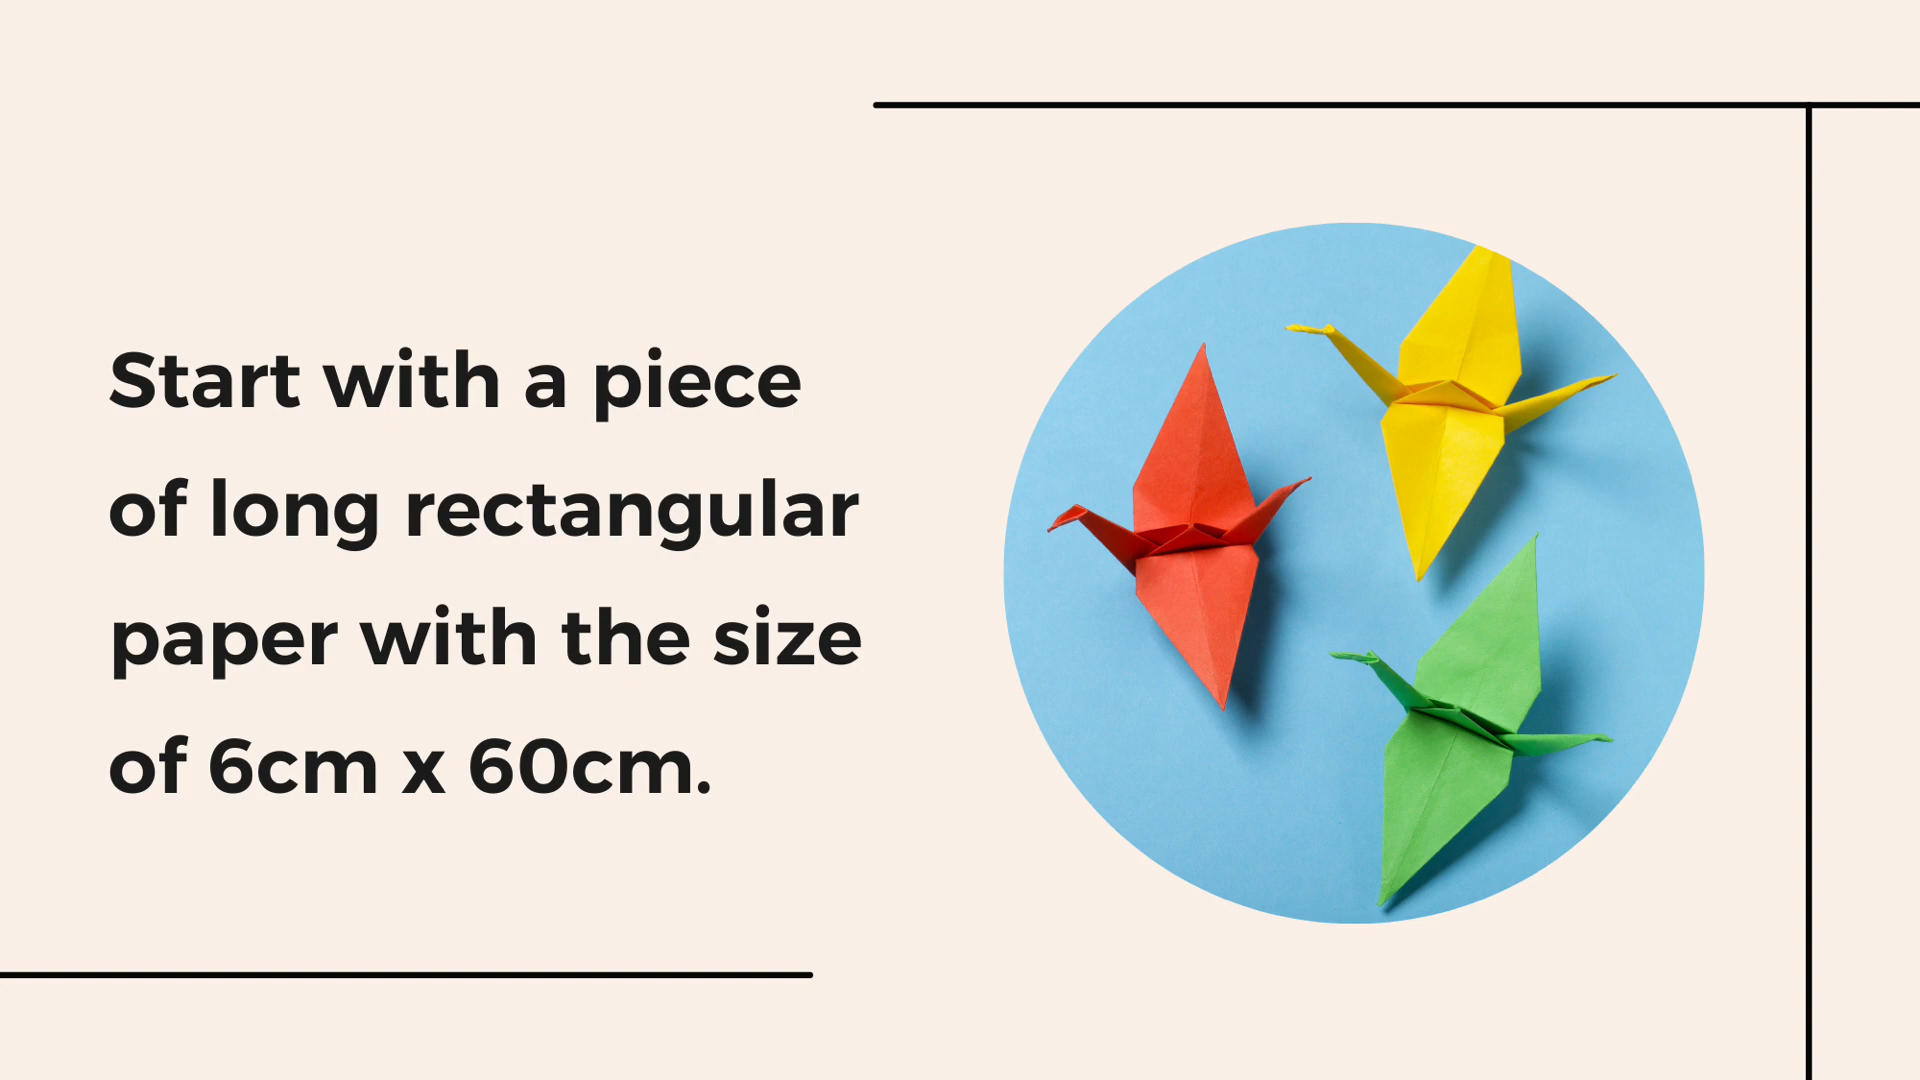 Start with a piece
of long rectangular
paper with the size
of 6cm x 60cm.